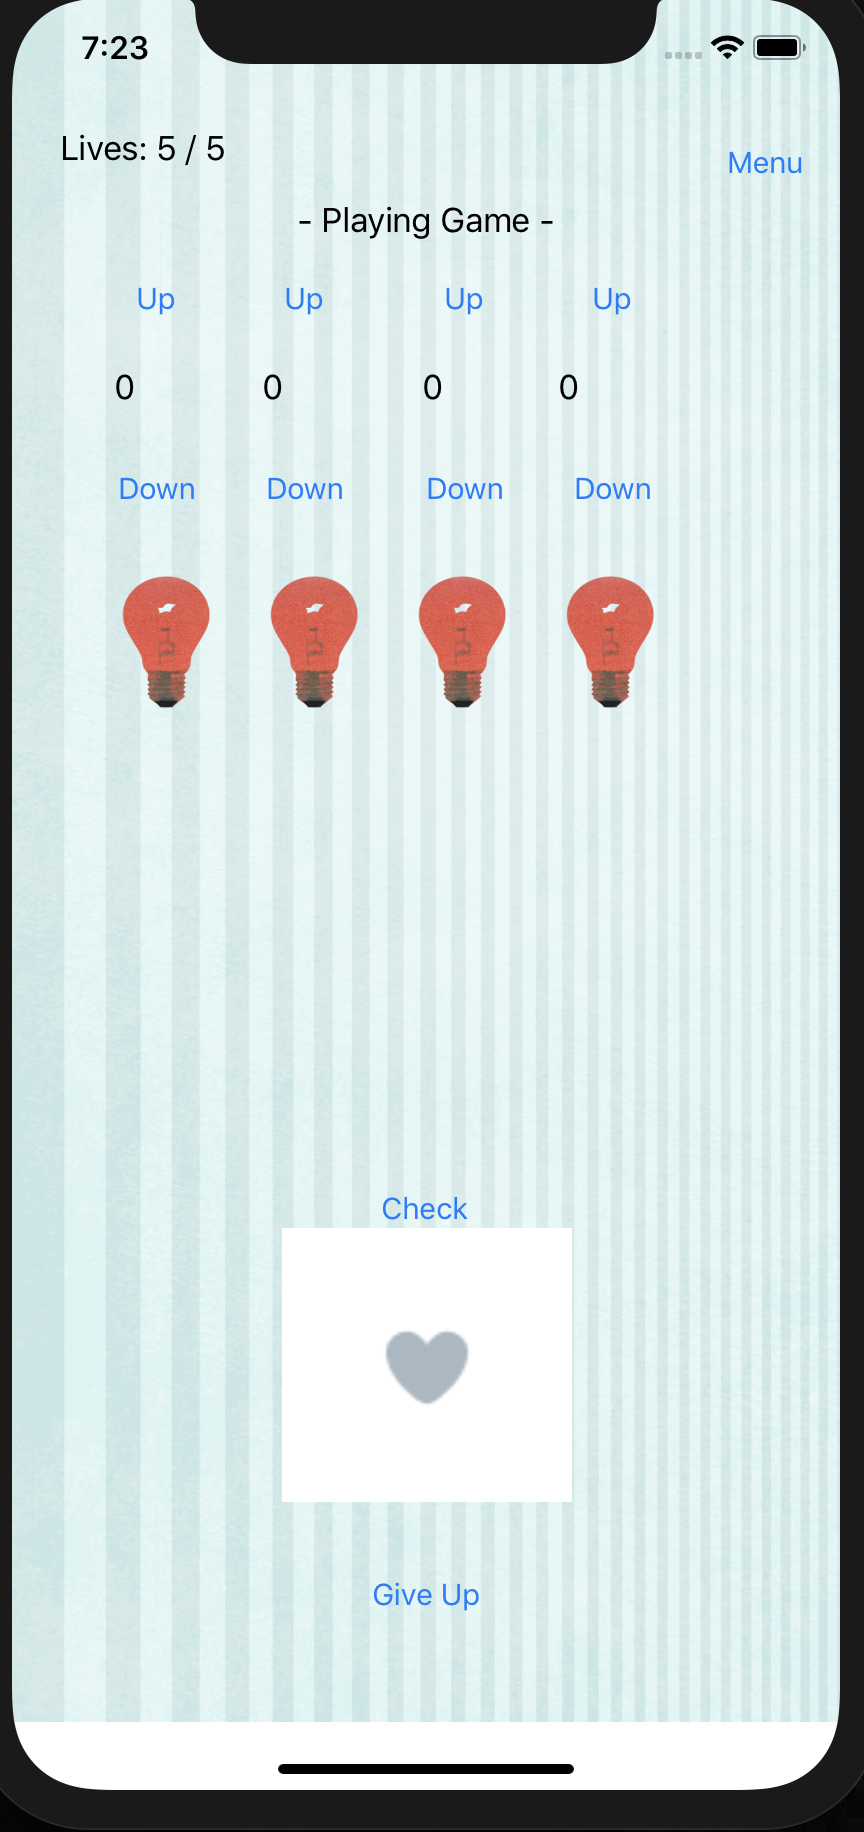 7:23
Lives: 5 / 5
Menu
- Playing Game -
Up Up Up Up
0 0 0 0
Down Down Down Down
Check
Give Up